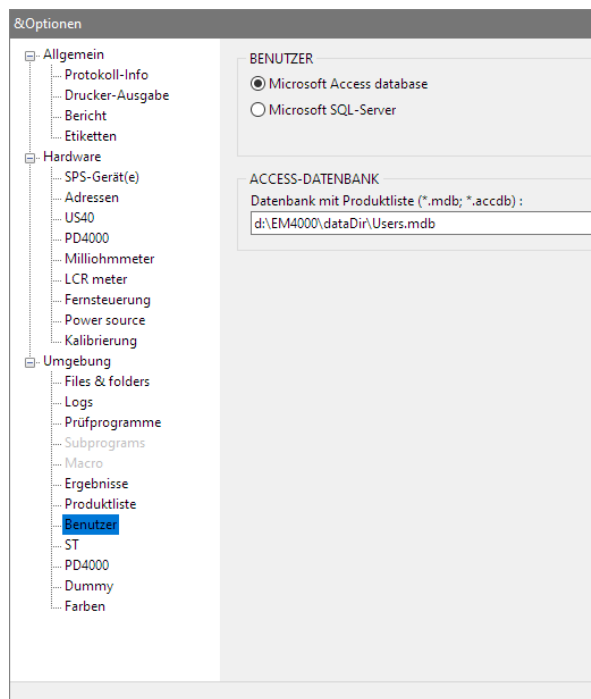 &Optionen
Allgemein
Protokoll-Info
Drucker-Ausgabe
Bericht
Etiketten
Hardware
SPS-Gerät(e)
Adressen
US40
PD4000
Milliohmmeter
LCR meter
Fernsteuerung
Power source
Kalibrierung
Umgebung
Files & folders
Logs
Prüfprogramme
Subprograms
Macro
Ergebnisse
Produktliste
Benutzer
ST
PD4000
Dummy
Farben
BENUTZER
Microsoft Access database
Microsoft SQL-Server
ACCESS-DATENBANK
Datenbank mit Produktliste (*.mdb; *.accdb) :
d:\EM4000\dataDir\Users.mdb